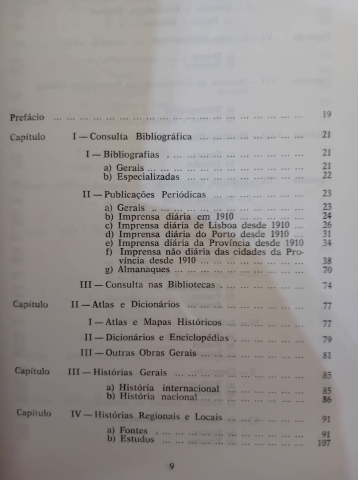 Prefácio ... ... ... ... ... ... ... ... ... ... ... ... ... ... 19
Capítulo I — Consulta Bibliográfica ... ... ... ... ... ... ... 21
I — Bibliografias . ... ... ... ... ... ... ... ... ... 21
a) Gerais ... ... ... ... ... ... ... ... ... ... 21
b) Especializadas ... ... ... ... ... ... ... ... 22
II — Publicações Periódicas ... ... ... ... ... ... ... 23
a) Gerais . ... ... ... ... ... ... ... ... ... 23
b) Imprensa diária em 1910 ... ... ... ... ... 24
c) Imprensa diária de Lisboa desde 1910 ... ... 26
d) Imprensa diária do Porto desde 1910 ... ... 31
e) Imprensa diária da Província desde 1910 34
f) Imprensa não diária das cidades da Pro-
víncia desde 1910 ... ... ... ... ... ... ... 38
g) Almanaques ... ... ... ... ... ... ... ... ... 70
III — Consulta nas Bibliotecas . ... ... ... ... ... ... 74
Capítulo II — Atlas e Dicionários ... ... ... ... ... ... ... ... 77
I — Atlas e Mapas Históricos ... ... ... ... ... ... 77
II — Dicionários e Enciclopédias . ... ... ... ... ... 79
III — Outras Obras Gerais ... ... ... ... ... ... ... 81
Capítulo III — Histórias Gerais ... ... ... ... ... ... ... ... 85
a) História internacional ... ... ... ... ... ... 85
b) História nacional ... ... ... ... ... ... ... 86
Capítulo IV — Histórias Regionais e Locais ... ... ... ... ... 91
a) Fontes . ... ... ... ... ... ... ... ... ... 91
b) Estudos ... ... ... ... ... ... ... ... ... 107
9